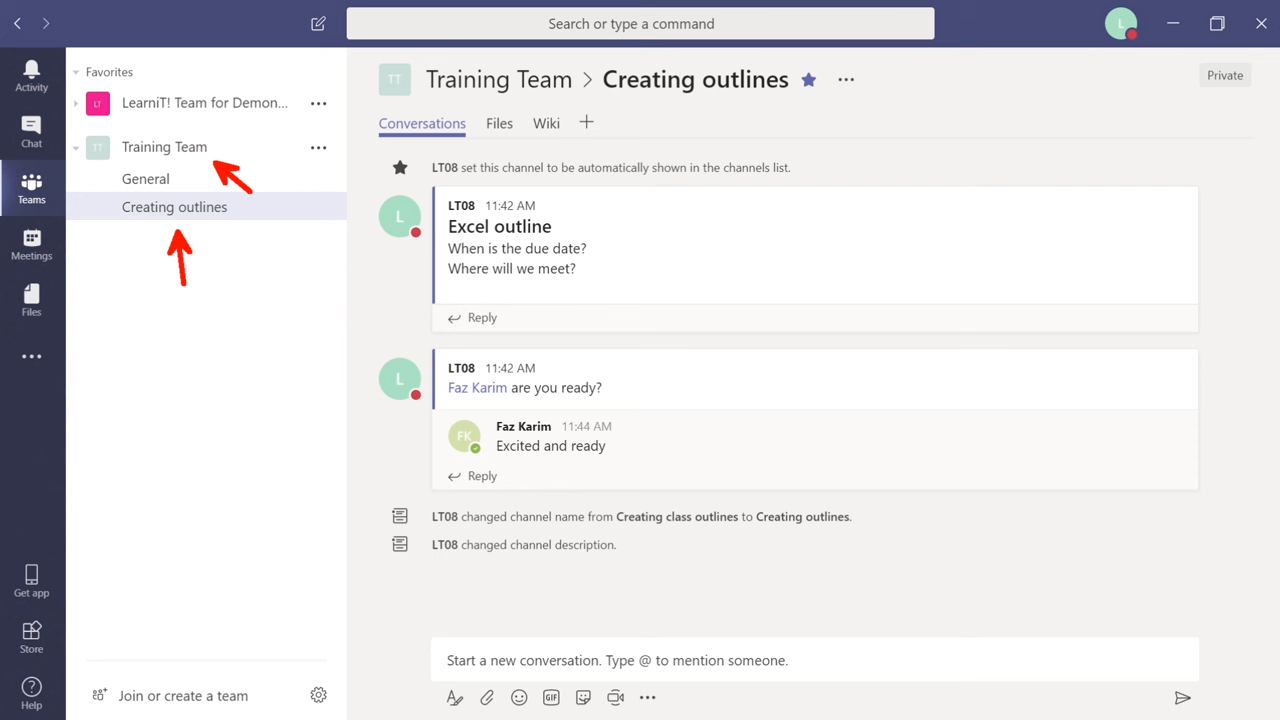 Search or type a command
L
Activity
Chat
Teams
Meetings
Files
Get app
Store
Help
Favorites
LT LearniT! Team for Demon...
TT Training Team
General
Creating outlines
Join or create a team
TT Training Team > Creating outlines
Private
Conversations Files Wiki
LT08 set this channel to be automatically shown in the channels list.
L
LT08 11:42 AM
Excel outline
When is the due date?
Where will we meet?
Reply
L
LT08 11:42 AM
Faz Karim are you ready?
FK
Faz Karim 11:44 AM
Excited and ready
Reply
LT08 changed channel name from Creating class outlines to Creating outlines.
LT08 changed channel description.
Start a new conversation. Type @ to mention someone.
GIF